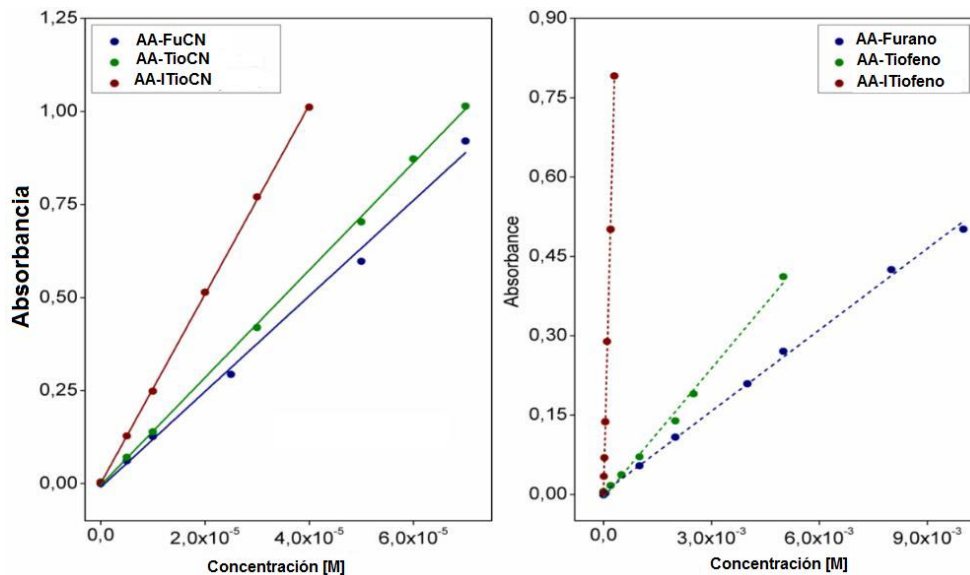 1,25
AA-FuCN
AA-TioCN
AA-ITioCN
1,00
0,75
0,50
0,25
0,00
Absorbancia
0,0
2,0x10⁻⁵
4,0x10⁻⁵
6,0x10⁻⁵
Concentración [M]
0,90
AA-Furano
AA-Tiofeno
AA-ITiofeno
0,75
0,60
0,45
0,30
0,15
0,00
Absorbance
0,0
3,0x10⁻³
6,0x10⁻³
9,0x10⁻³
Concentración [M]